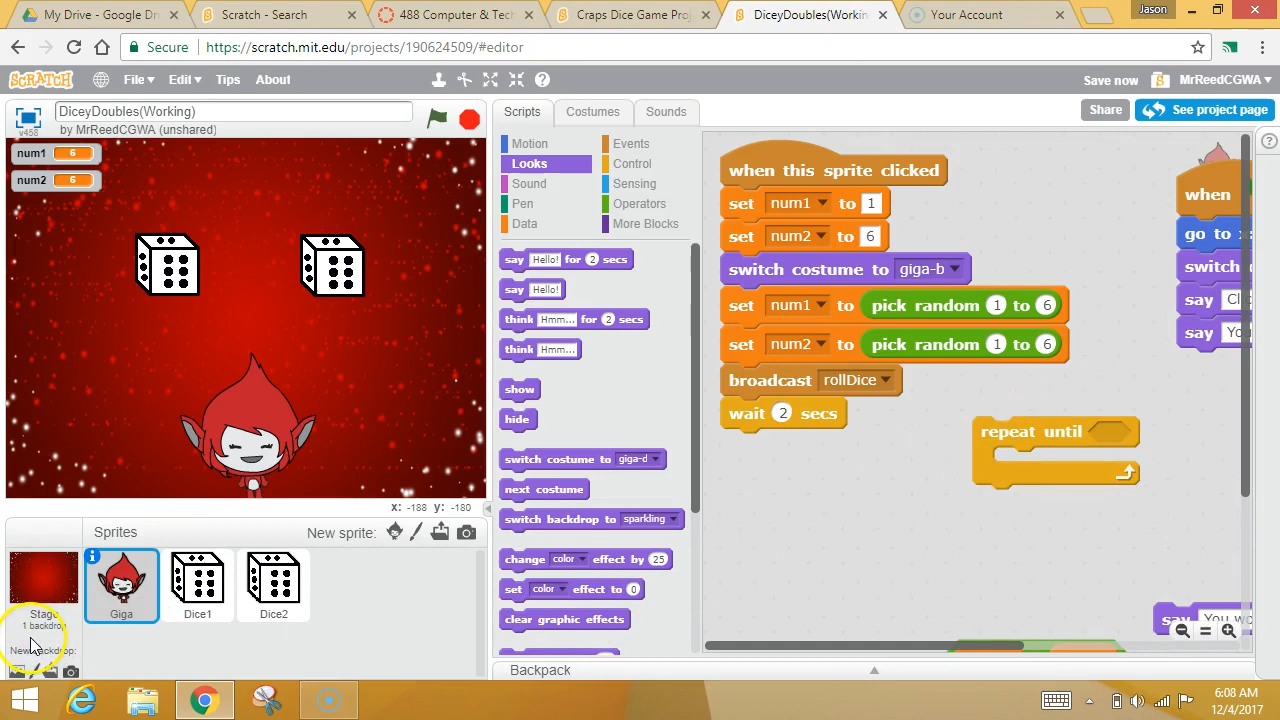 My Drive - Google Dr
Scratch - Search
488 Computer & Tech
Craps Dice Game Proj
DiceyDoubles(Workin
Your Account
Jason
Secure
https://scratch.mit.edu/projects/190624509/#editor
SCRATCH
File
Edit
Tips
About
Save now
MrReedCGWA
v458
DiceyDoubles(Working)
by MrReedCGWA (unshared)
Scripts
Costumes
Sounds
Share
See project page
num1 6
num2 6
Motion
Looks
Sound
Pen
Data
Events
Control
Sensing
Operators
More Blocks
say Hello! for 2 secs
say Hello!
think Hmm... for 2 secs
think Hmm...
show
hide
switch costume to giga-d
next costume
switch backdrop to sparkling
change color effect by 25
set color effect to 0
clear graphic effects
when this sprite clicked
set num1 to 1
set num2 to 6
switch costume to giga-b
set num1 to pick random 1 to 6
set num2 to pick random 1 to 6
broadcast rollDice
wait 2 secs
repeat until
when
go to x:
switch
say Cli
say You
say You wo
x: -188 y: -180
Sprites
New sprite:
Stage
1 backdrop
New backdrop:
Giga
Dice1
Dice2
Backpack
6:08 AM
12/4/2017